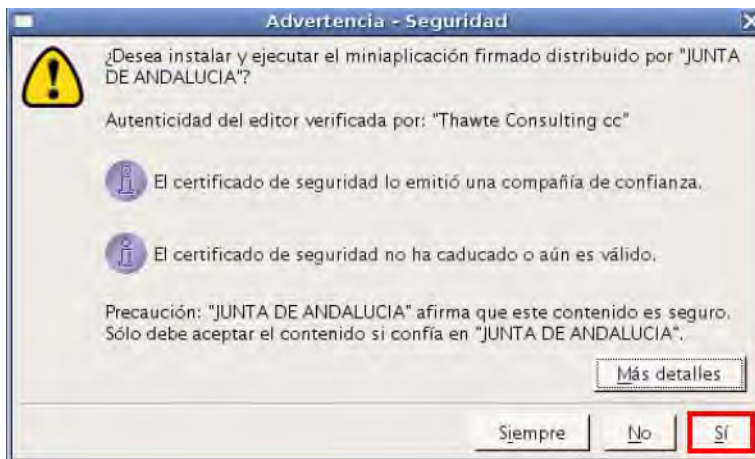 Advertencia - Seguridad
¿Desea instalar y ejecutar el miniaplicación firmado distribuido por "JUNTA
DE ANDALUCIA"?
Autenticidad del editor verificada por: "Thawte Consulting cc"
El certificado de seguridad lo emitió una compañía de confianza.
El certificado de seguridad no ha caducado o aún es válido.
Precaución: "JUNTA DE ANDALUCIA" afirma que este contenido es seguro.
Sólo debe aceptar el contenido si confía en "JUNTA DE ANDALUCIA".
Más detalles
Siempre No Sí